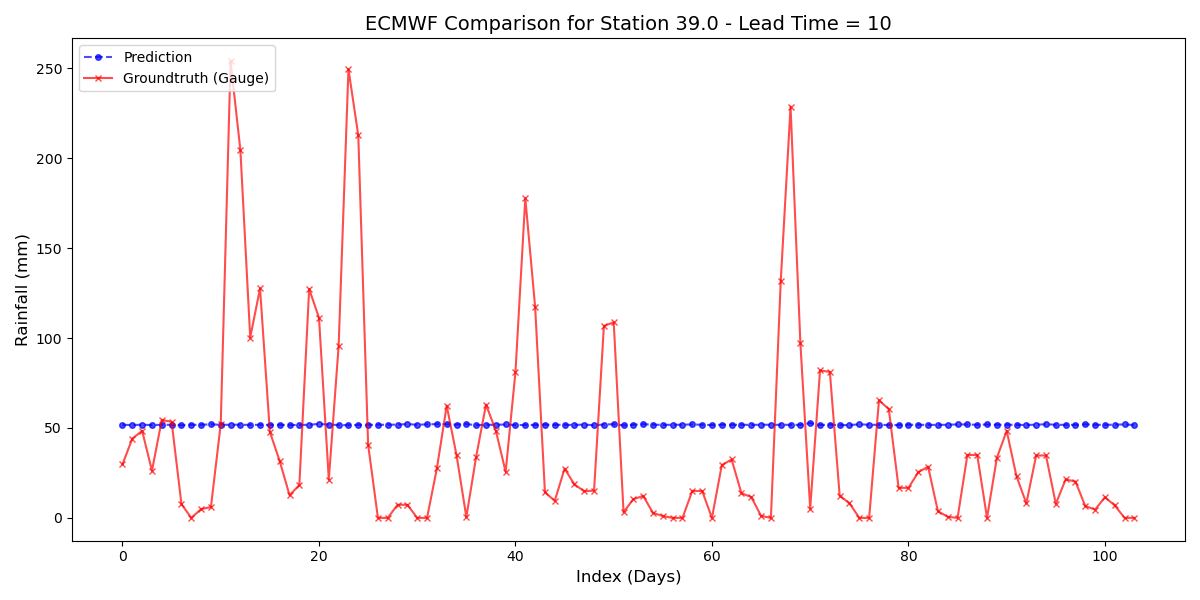 ECMWF Comparison for Station 39.0 - Lead Time = 10
Prediction
Groundtruth (Gauge)
Rainfall (mm)
250
200
150
100
50
0
0 20 40 60 80 100
Index (Days)